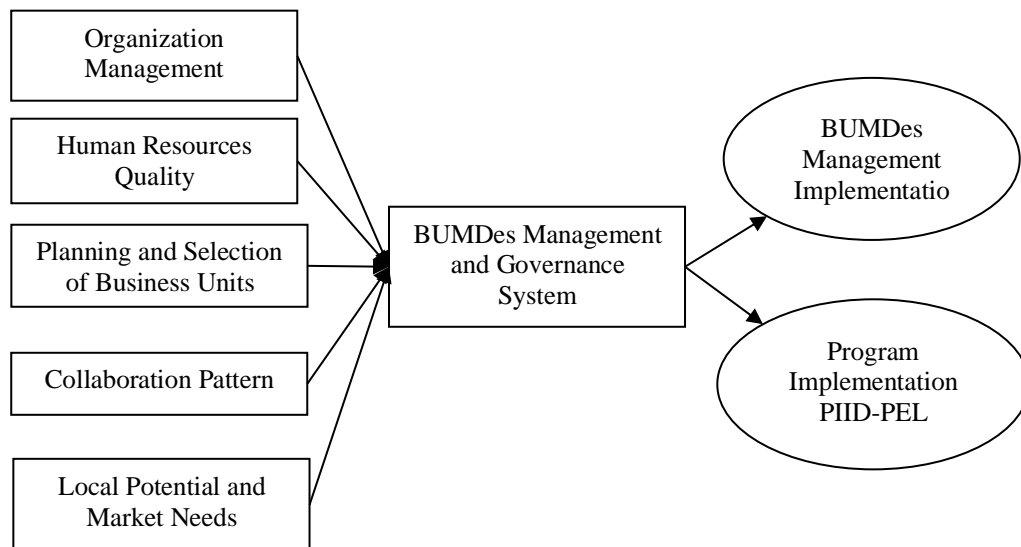 Organization
Management
Human Resources
Quality
Planning and Selection
of Business Units
Collaboration Pattern
Local Potential and
Market Needs
BUMDes Management
and Governance
System
BUMDes
Management
Implementatio
Program
Implementation
PIID-PEL